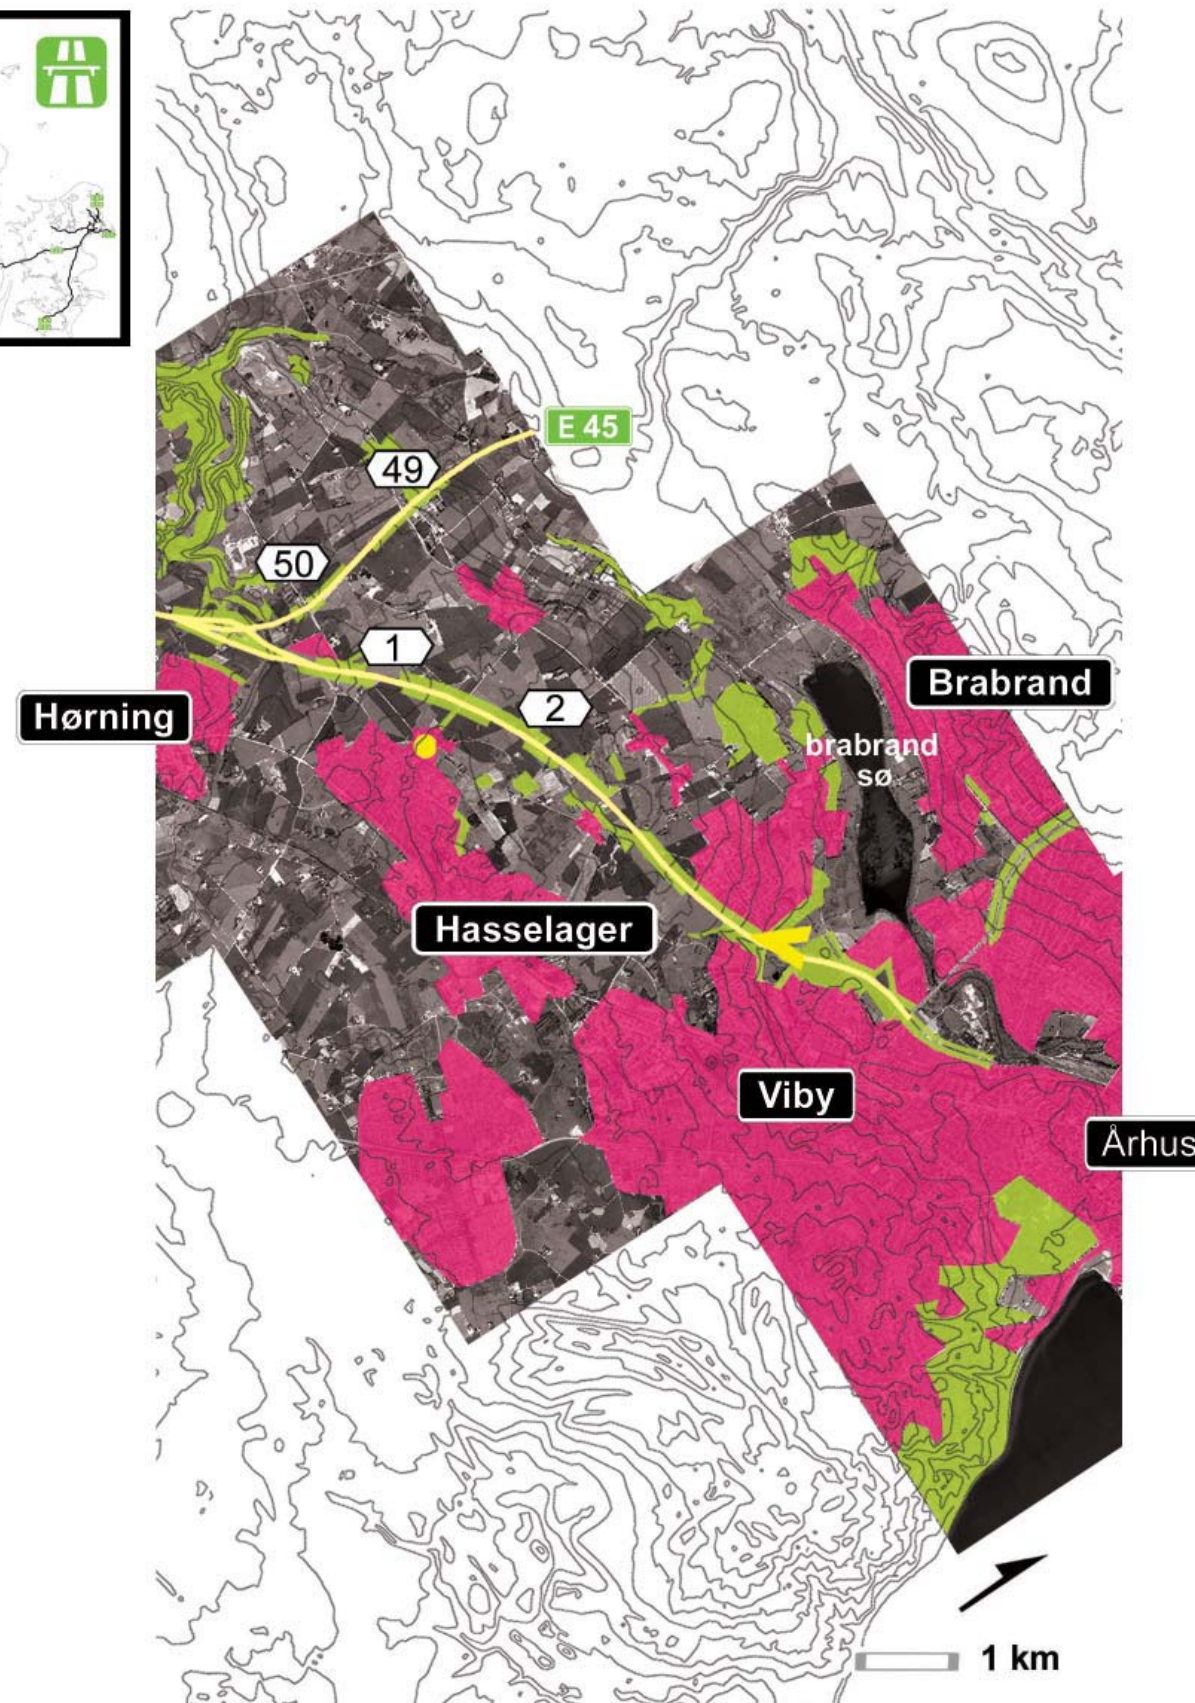 E 45
49
50
1
2
Brabrand
Hørning
brabrand
sø
Hasselager
Viby
Århus
1 km